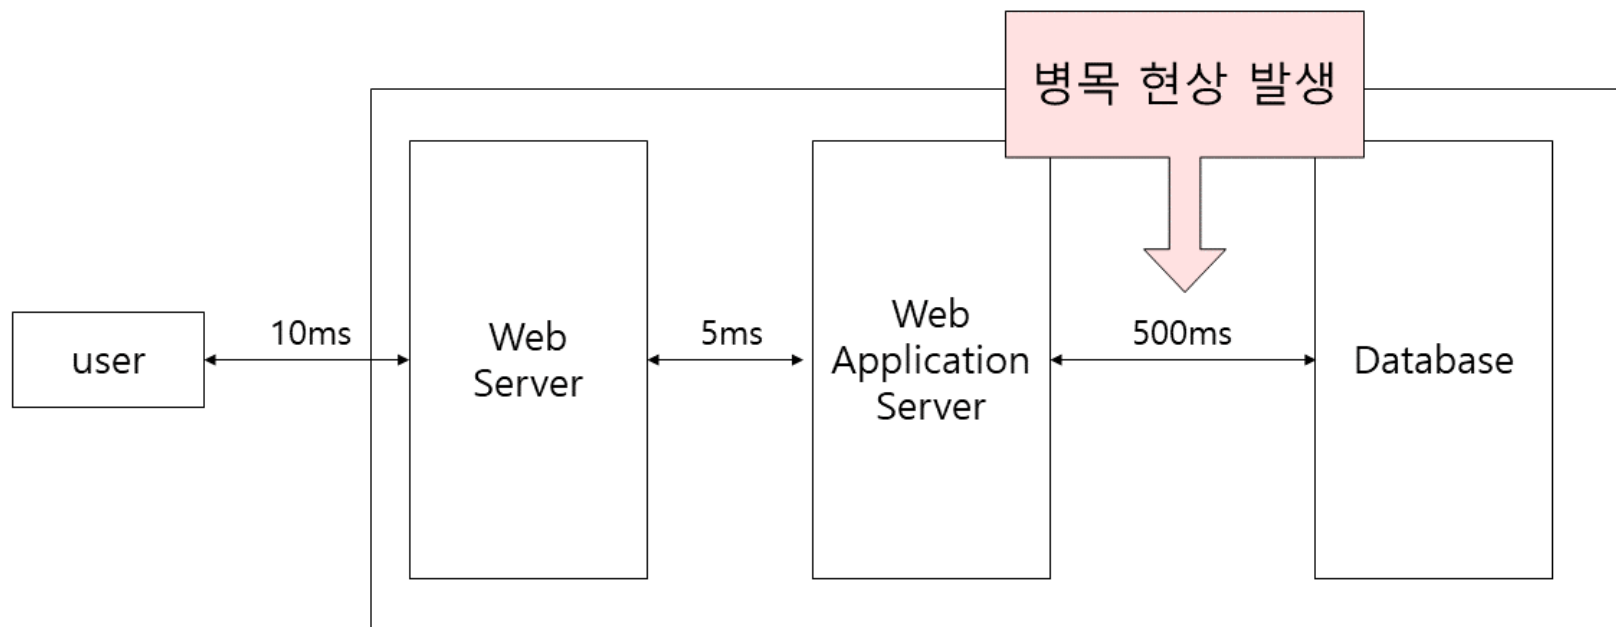 병목 현상 발생
user
10ms
Web
Server
5ms
Web
Application
Server
500ms
Database